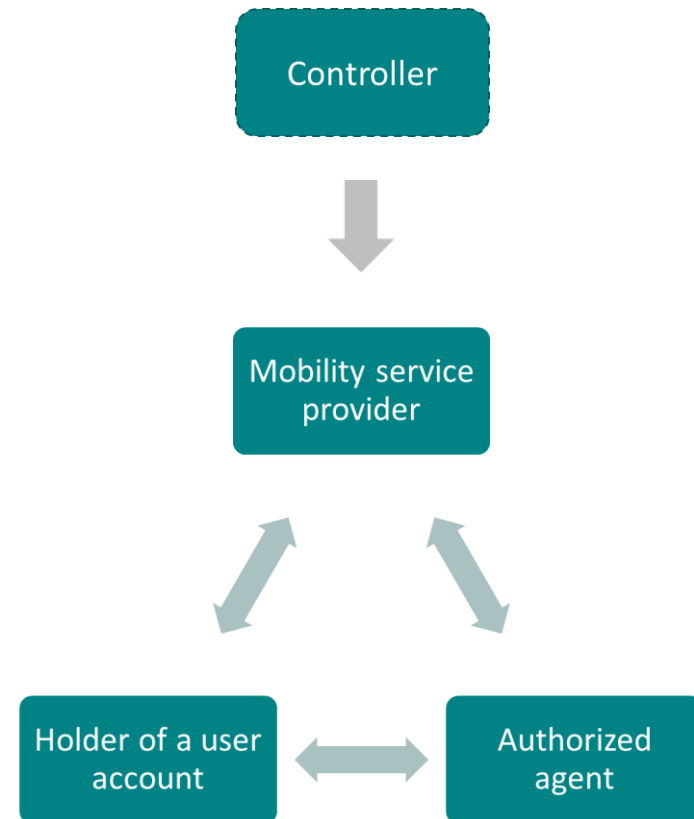 Controller
Mobility service
provider
Holder of a user
account
Authorized
agent